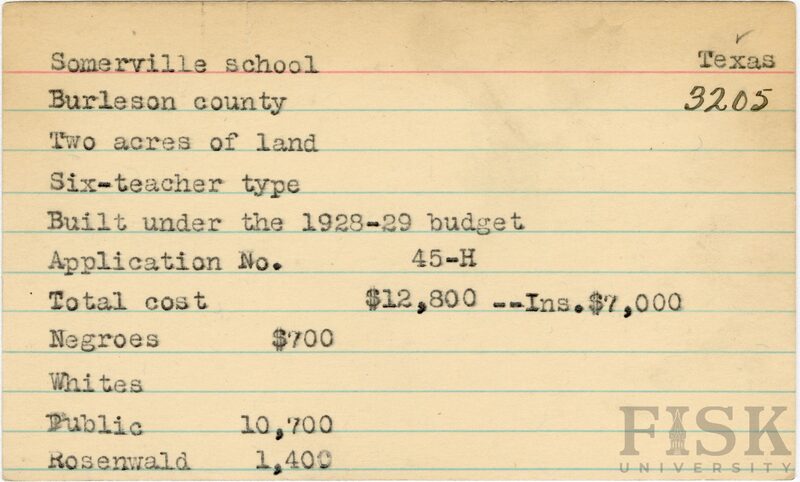 Somerville school Texas
Burleson county 3205
Two acres of land
Six-teacher type
Built under the 1928-29 budget
Application No. 45-H
Total cost $12,800 --Ins.$7,000
Negroes $700
Whites
Public 10,700
Rosenwald 1,400
FISK
UNIVERSITY